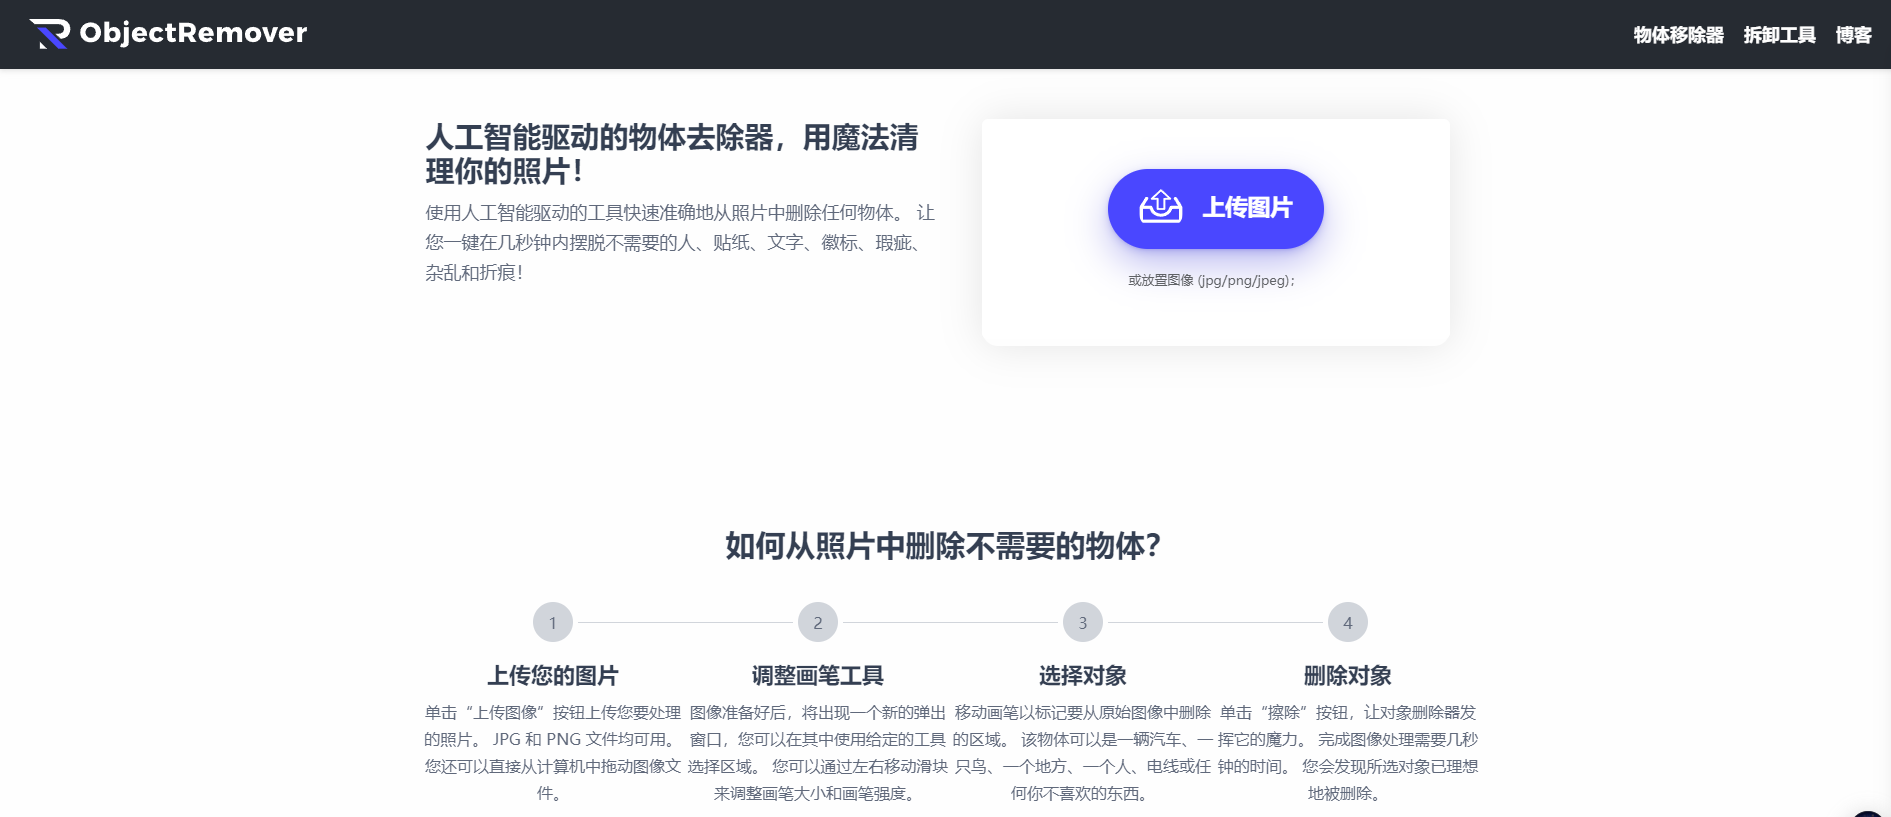 ObjectRemover
物体移除器 拆卸工具 博客
人工智能驱动的物体去除器，用魔法清
理你的照片！
使用人工智能驱动的工具快速准确地从照片中删除任何物体。 让
您一键在几秒钟内摆脱不需要的人、贴纸、文字、徽标、瑕疵、
杂乱和折痕！
上传图片
或放置图像 (jpg/png/jpeg)；
如何从照片中删除不需要的物体？
1
上传您的图片
单击“上传图像”按钮上传您要处理
的照片。 JPG 和 PNG 文件均可用。
您还可以直接从计算机中拖动图像文
件。
2
调整画笔工具
图像准备好后，将出现一个新的弹出
窗口，您可以在其中使用给定的工具
选择区域。 您可以通过左右移动滑块
来调整画笔大小和画笔强度。
3
选择对象
移动画笔以标记要从原始图像中删除
的区域。 该物体可以是一辆汽车、一
只鸟、一个地方、一个人、电线或任
何你不喜欢的东西。
4
删除对象
单击“擦除”按钮，让对象删除器发
挥它的魔力。 完成图像处理需要几秒
钟的时间。 您会发现所选对象已理想
地被删除。